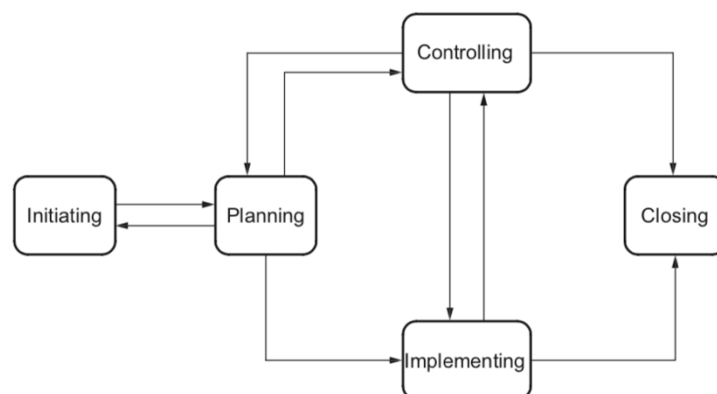 Controlling
Initiating
Planning
Closing
Implementing